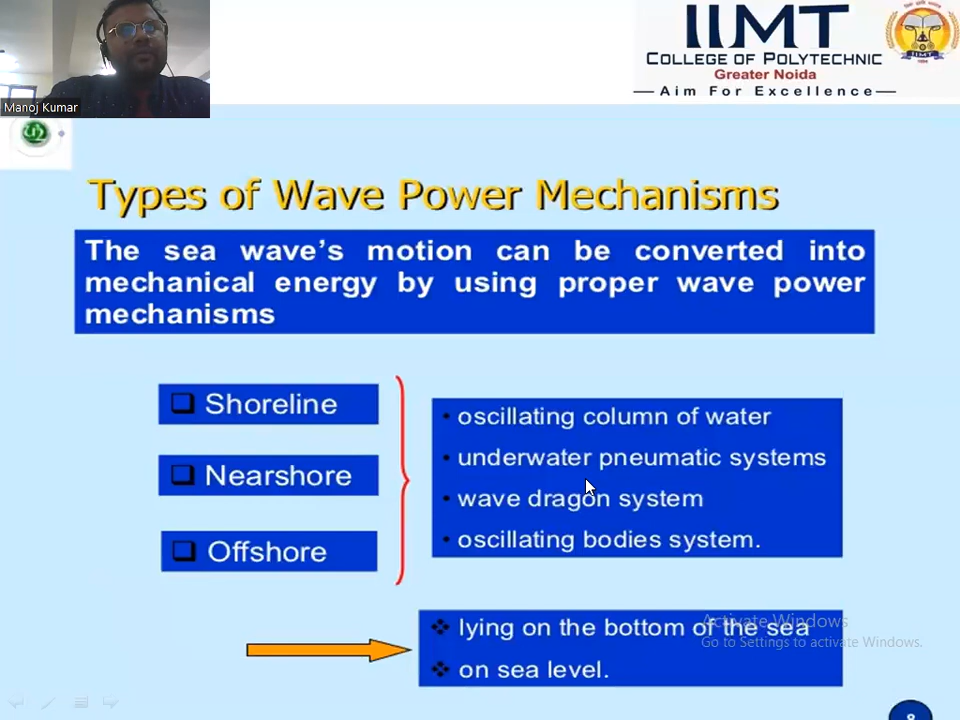 IIMT
COLLEGE OF POLYTECHNIC
Greater Noida
Aim For Excellence
Manoj Kumar
Types of Wave Power Mechanisms
The sea wave's motion can be converted into
mechanical energy by using proper wave power
mechanisms
Shoreline
Nearshore
Offshore
• oscillating column of water
• underwater pneumatic systems
• wave dragon system
• oscillating bodies system.
lying on the bottom of the sea
on sea level.
Activate Windows
Go to Settings to activate Windows.
8